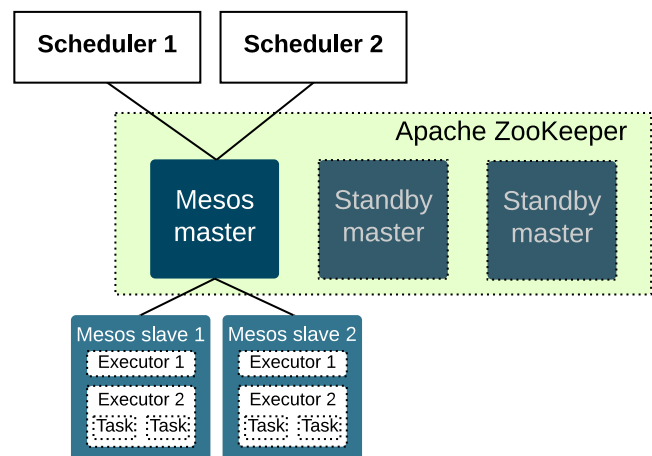 Scheduler 1
Scheduler 2
Apache ZooKeeper
Mesos
master
Standby
master
Standby
master
Mesos slave 1
Executor 1
Executor 2
Task Task
Mesos slave 2
Executor 1
Executor 2
Task Task